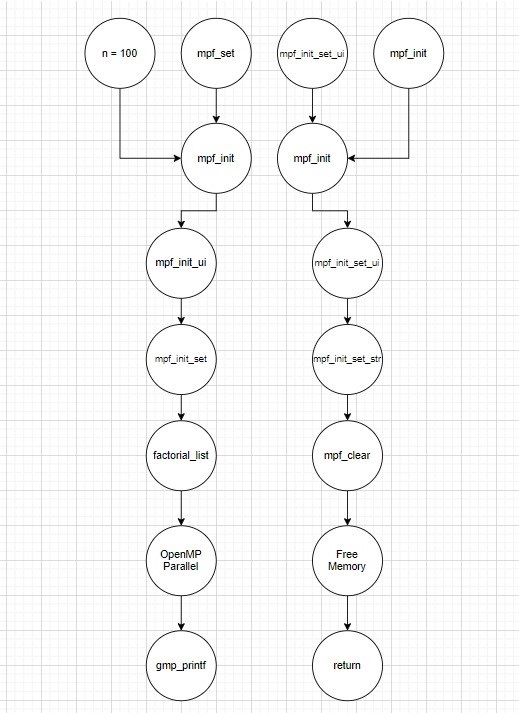 n = 100
mpf_set
mpf_init_set_ui
mpf_init
mpf_init
mpf_init
mpf_init_ui
mpf_init_set_ui
mpf_init_set
mpf_init_set_str
factorial_list
mpf_clear
OpenMP
Parallel
Free
Memory
gmp_printf
return